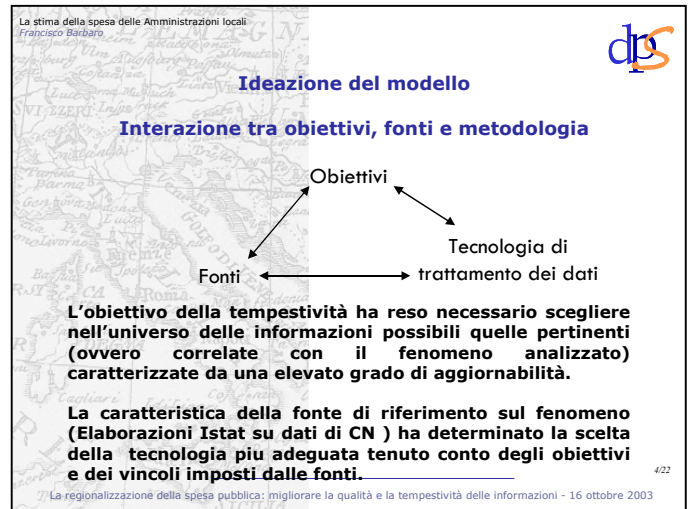 La stima della spesa delle Amministrazioni locali
Francisco Barbaro
dps
Ideazione del modello
Interazione tra obiettivi, fonti e metodologia
Obiettivi
Tecnologia di
Fonti trattamento dei dati
L'obiettivo della tempestività ha reso necessario scegliere
nell'universo delle informazioni possibili quelle pertinenti
(ovvero correlate con il fenomeno analizzato)
caratterizzate da una elevato grado di aggiornabilità.
La caratteristica della fonte di riferimento sul fenomeno
(Elaborazioni Istat su dati di CN ) ha determinato la scelta
della tecnologia piu adeguata tenuto conto degli obiettivi
e dei vincoli imposti dalle fonti.
4/22
La regionalizzazione della spesa pubblica: migliorare la qualità e la tempestività delle informazioni - 16 ottobre 2003